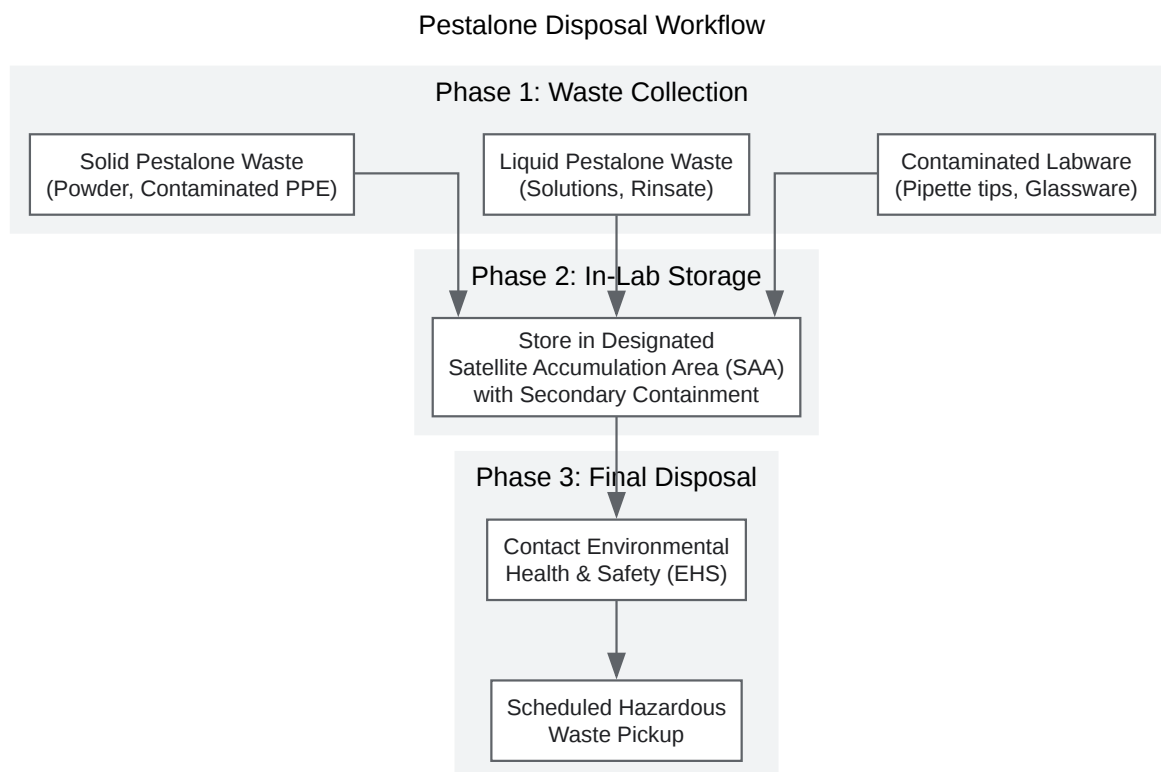 Pestalone Disposal Workflow
Phase 1: Waste Collection
Solid Pestalone Waste
(Powder, Contaminated PPE)
Liquid Pestalone Waste
(Solutions, Rinsate)
Contaminated Labware
(Pipette tips, Glassware)
Phase 2: In-Lab Storage
Store in Designated
Satellite Accumulation Area (SAA)
with Secondary Containment
Phase 3: Final Disposal
Contact Environmental
Health & Safety (EHS)
Scheduled Hazardous
Waste Pickup